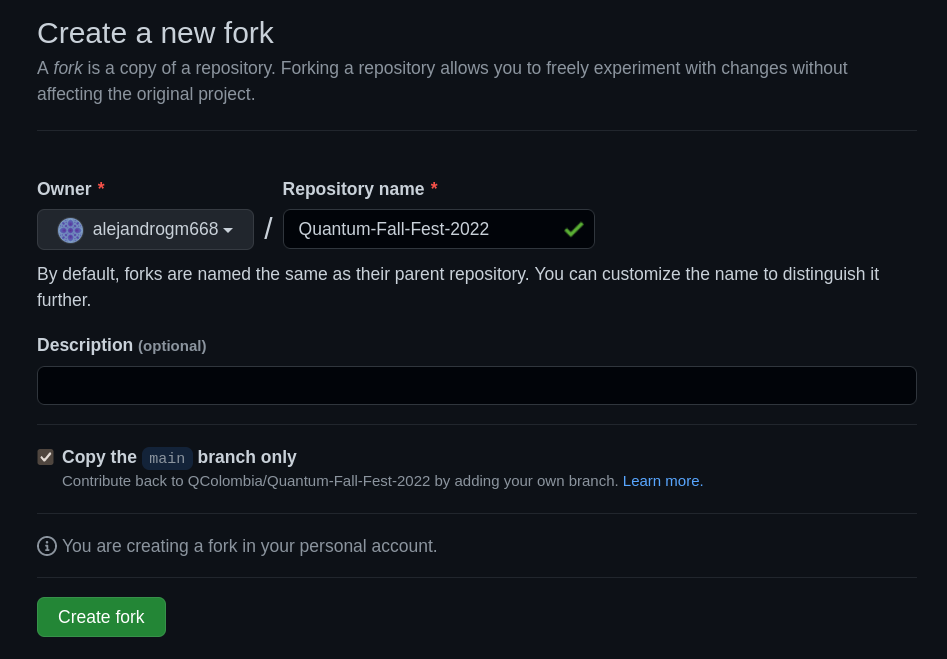 Create a new fork
A fork is a copy of a repository. Forking a repository allows you to freely experiment with changes without
affecting the original project.
Owner * Repository name *
alejandrogm668 / Quantum-Fall-Fest-2022
By default, forks are named the same as their parent repository. You can customize the name to distinguish it
further.
Description (optional)
Copy the main branch only
Contribute back to QColombia/Quantum-Fall-Fest-2022 by adding your own branch. Learn more.
You are creating a fork in your personal account.
Create fork